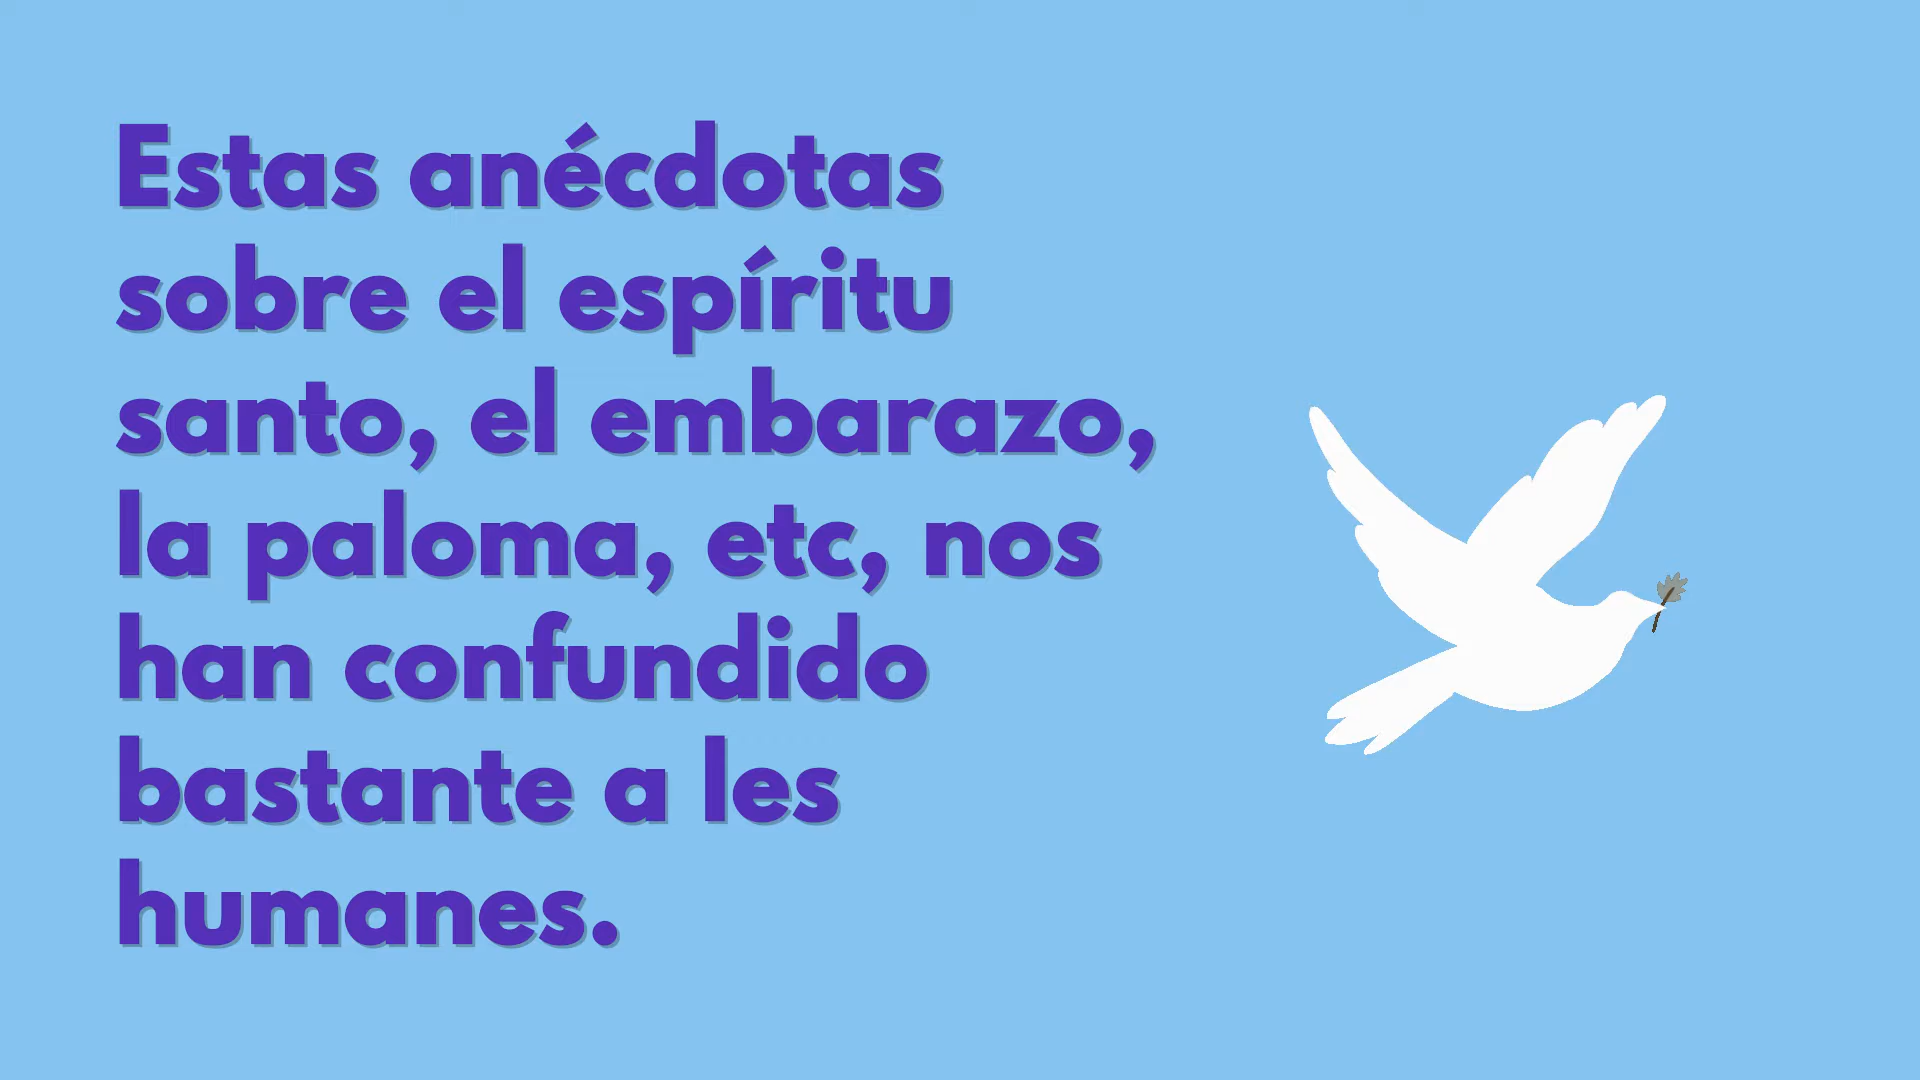 Estas anécdotas
sobre el espíritu
santo, el embarazo,
la paloma, etc, nos
han confundido
bastante a les
humanes.